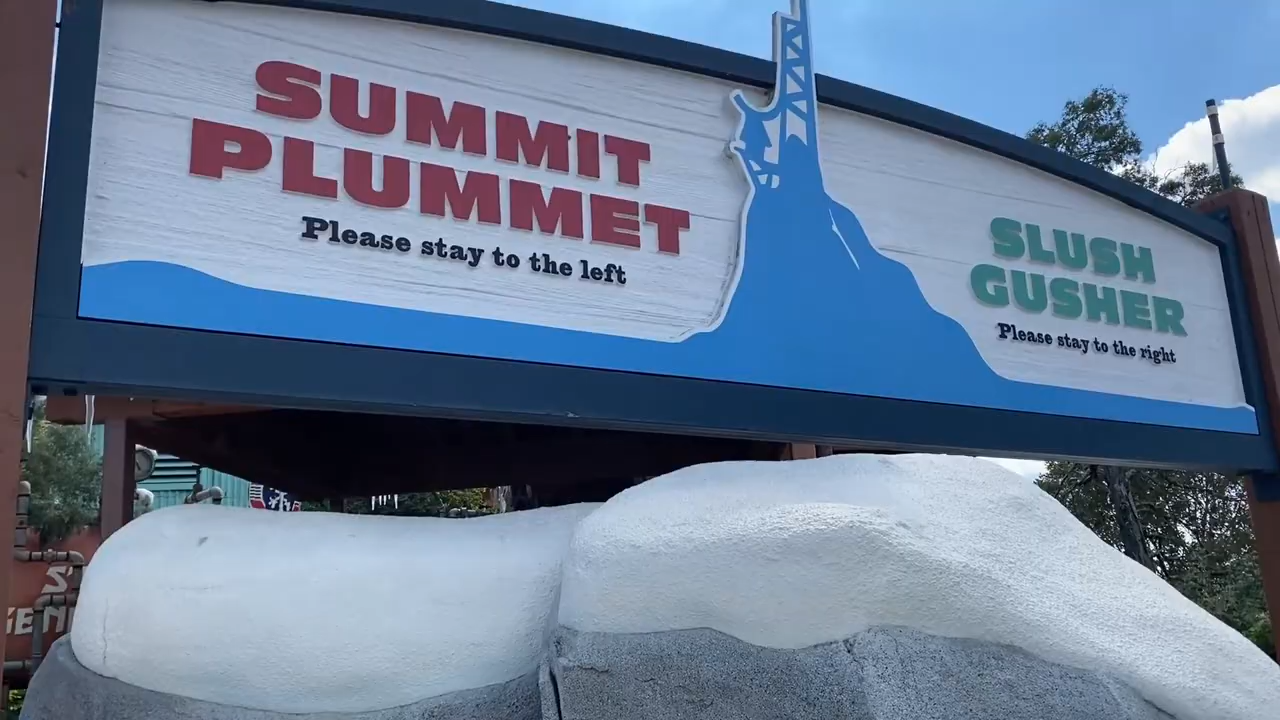 SUMMIT
PLUMMET
Please stay to the left
SLUSH
GUSHER
Please stay to the right